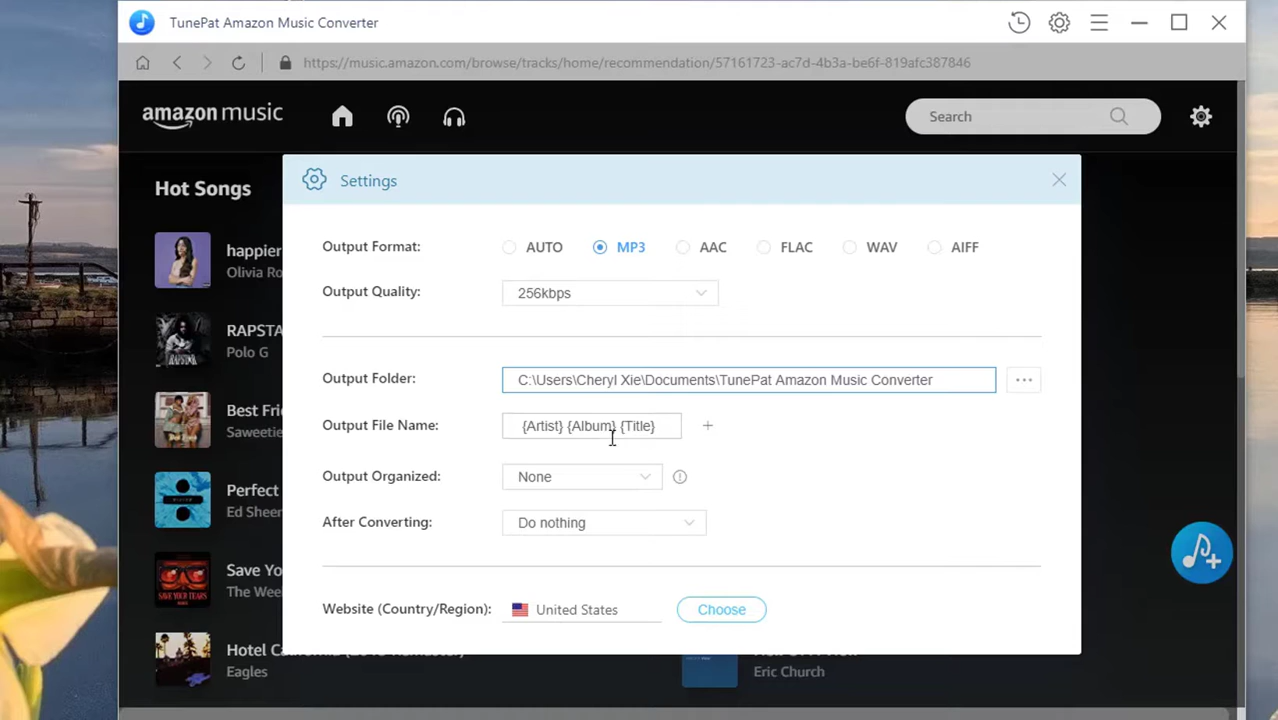 TunePat Amazon Music Converter
https://music.amazon.com/browse/tracks/home/recommendation/57161723-ac7d-4b3a-be6f-819afc387846
amazon music
Search
Hot Songs
Settings
happier
Olivia Ro
RAPSTA
Polo G
Best Frie
Saweetie
Perfect
Ed Sheer
Save Yo
The Wee
Hotel
Eagles
Eric Church
Output Format:
AUTO MP3 AAC FLAC WAV AIFF
Output Quality:
256kbps
Output Folder:
C:\Users\Cheryl Xie\Documents\TunePat Amazon Music Converter
Output File Name:
{Artist} {Album} {Title}
Output Organized:
None
After Converting:
Do nothing
Website (Country/Region):
United States
Choose